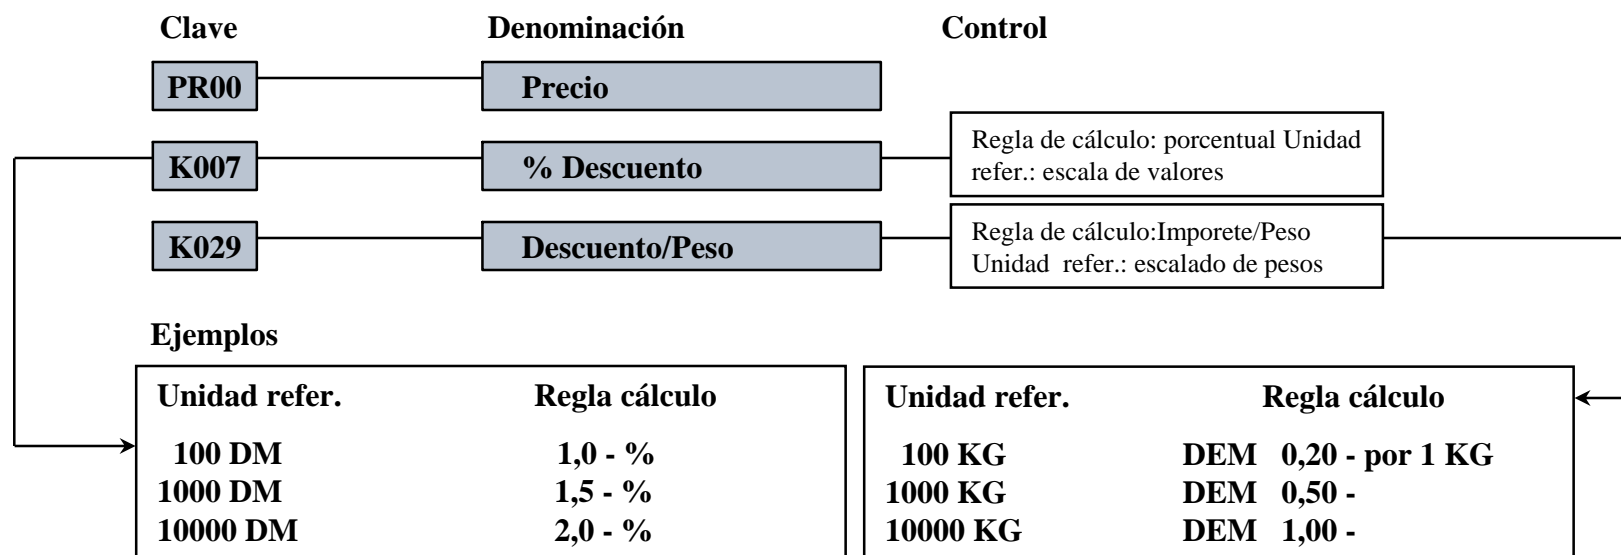 Clave Denominación Control
PR00 Precio
K007 % Descuento
Regla de cálculo: porcentual Unidad
refer.: escala de valores
K029 Descuento/Peso
Regla de cálculo:Imporete/Peso
Unidad refer.: escalado de pesos
Ejemplos
Unidad refer. Regla cálculo
100 DM 1,0 - %
1000 DM 1,5 - %
10000 DM 2,0 - %
Unidad refer. Regla cálculo
100 KG DEM 0,20 - por 1 KG
1000 KG DEM 0,50 -
10000 KG DEM 1,00 -